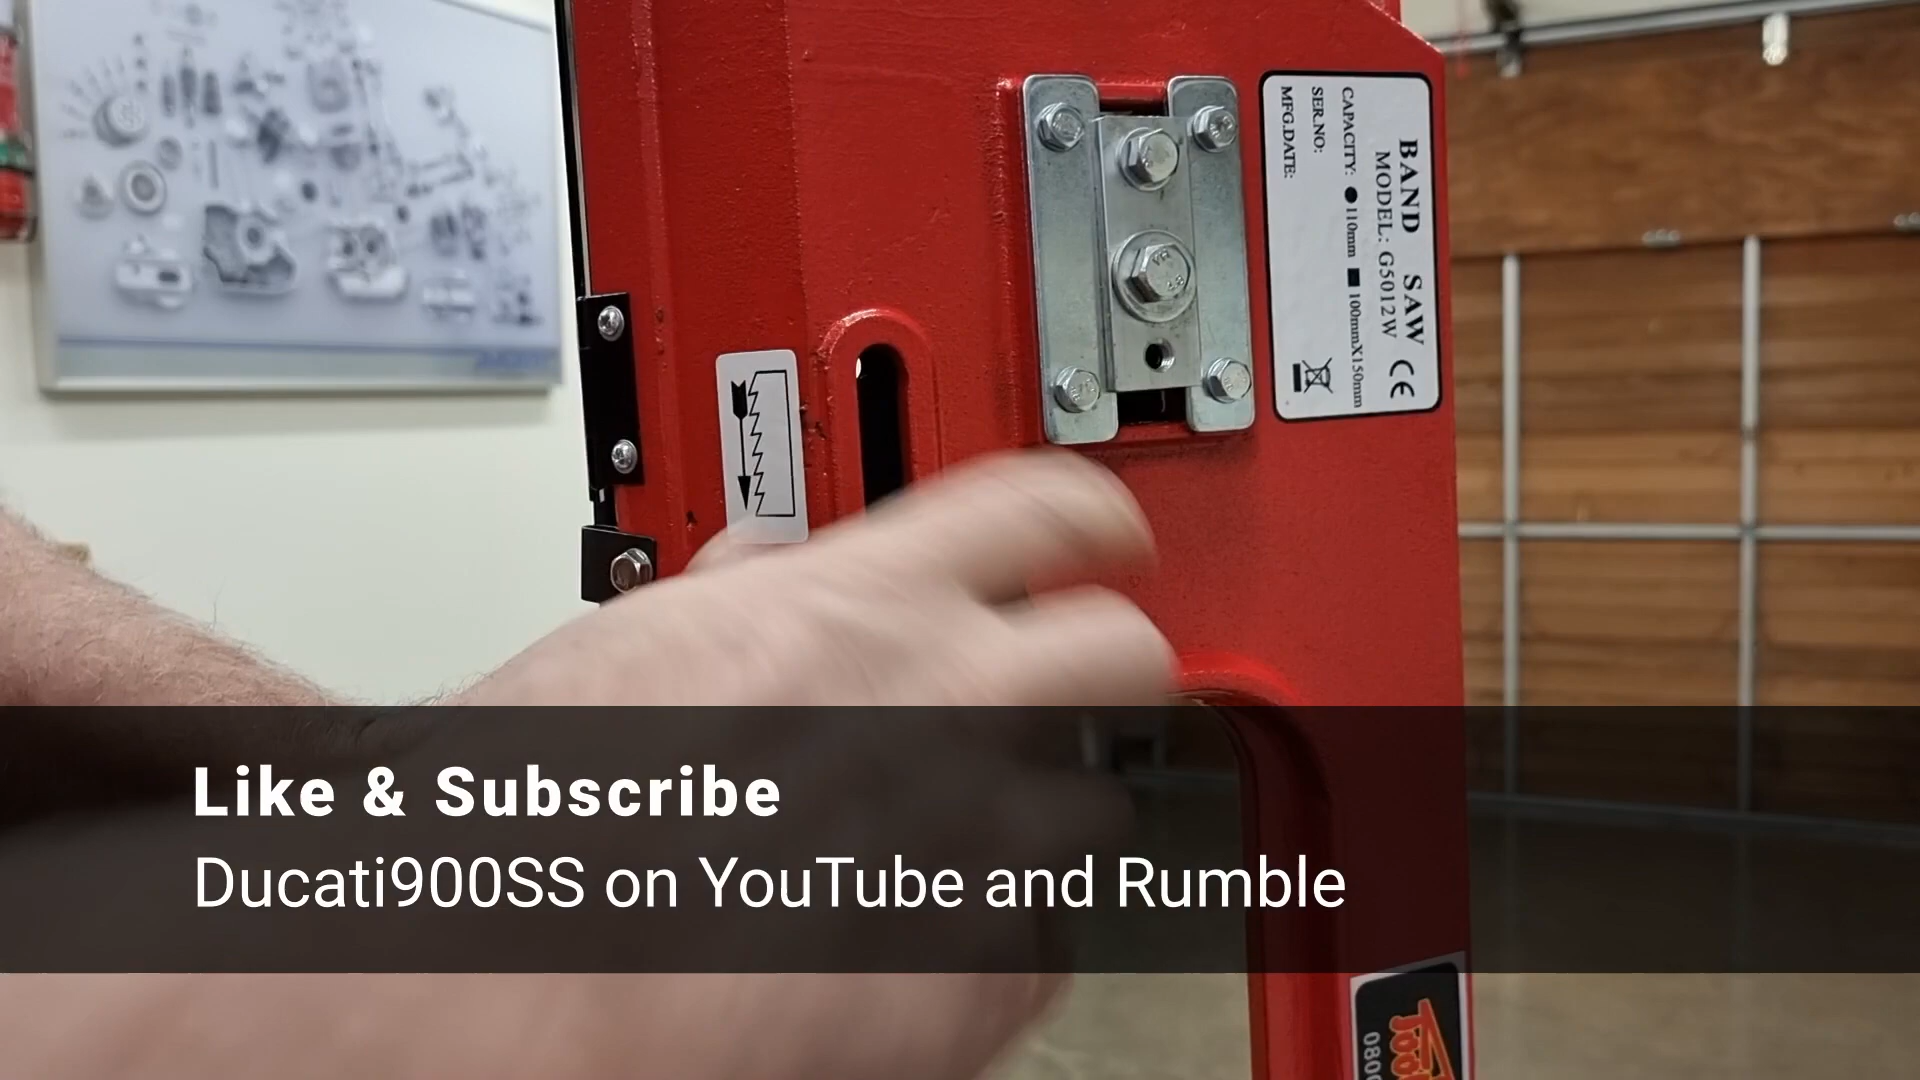 BAND SAW
MODEL: G5012W
CAPACITY: ●110mm ■100mmX150mm
SER.NO:
MFG.DATE:
CE
Like & Subscribe
Ducati900SS on YouTube and Rumble
0800